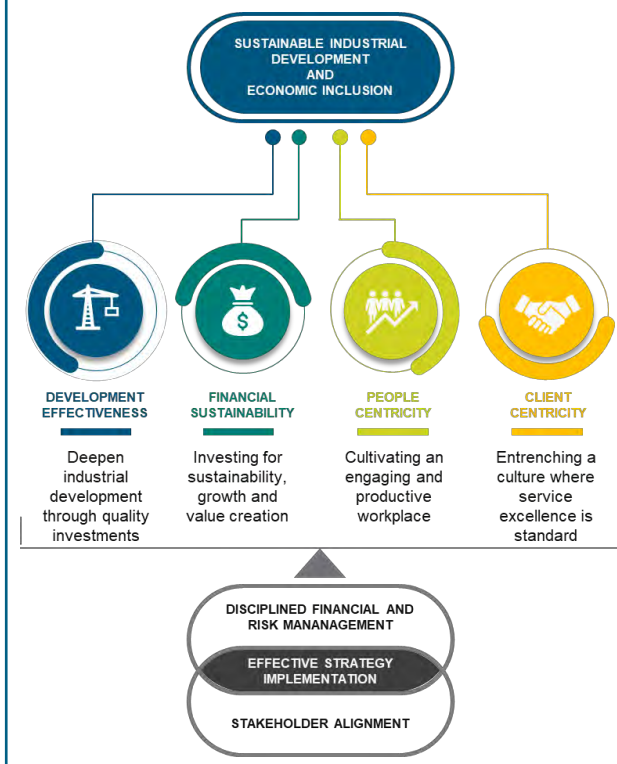 SUSTAINABLE INDUSTRIAL
DEVELOPMENT
AND
ECONOMIC INCLUSION
$
DEVELOPMENT
EFFECTIVENESS
Deepen
industrial
development
through quality
investments
FINANCIAL
SUSTAINABILITY
Investing for
sustainability,
growth and
value creation
PEOPLE
CENTRICITY
Cultivating an
engaging and
productive
workplace
CLIENT
CENTRICITY
Entrenching a
culture where
service
excellence is
standard
DISCIPLINED FINANCIAL AND
RISK MANANAGEMENT
EFFECTIVE STRATEGY
IMPLEMENTATION
STAKEHOLDER ALIGNMENT